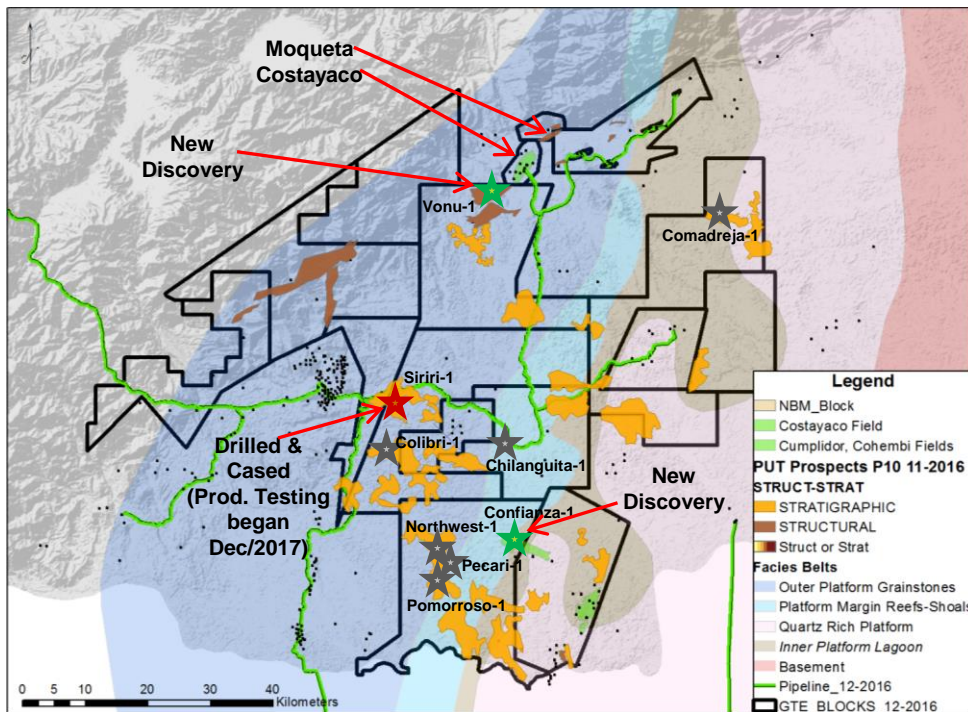 Moqueta
Costayaco
New
Discovery
Vonu-1
Comadreja-1
Siriri-1
Drilled &
Cased
(Prod. Testing
began
Dec/2017)
Colibri-1
Chilanguita-1
New
Discovery
Confianza-1
Northwest-1
Pecari-1
Pomorroso-1
Legend
NBM_Block
Costayaco Field
Cumplidor, Cohembi Fields
PUT Prospects P10 11-2016
STRUCT-STRAT
STRATIGRAPHIC
STRUCTURAL
Struct or Strat
Facies Belts
Outer Platform Grainstones
Platform Margin Reefs-Shoals
Quartz Rich Platform
Inner Platform Lagoon
Basement
Pipeline_12-2016
GTE_BLOCKS_12-2016
0 5 10 20 30 40
Kilometers